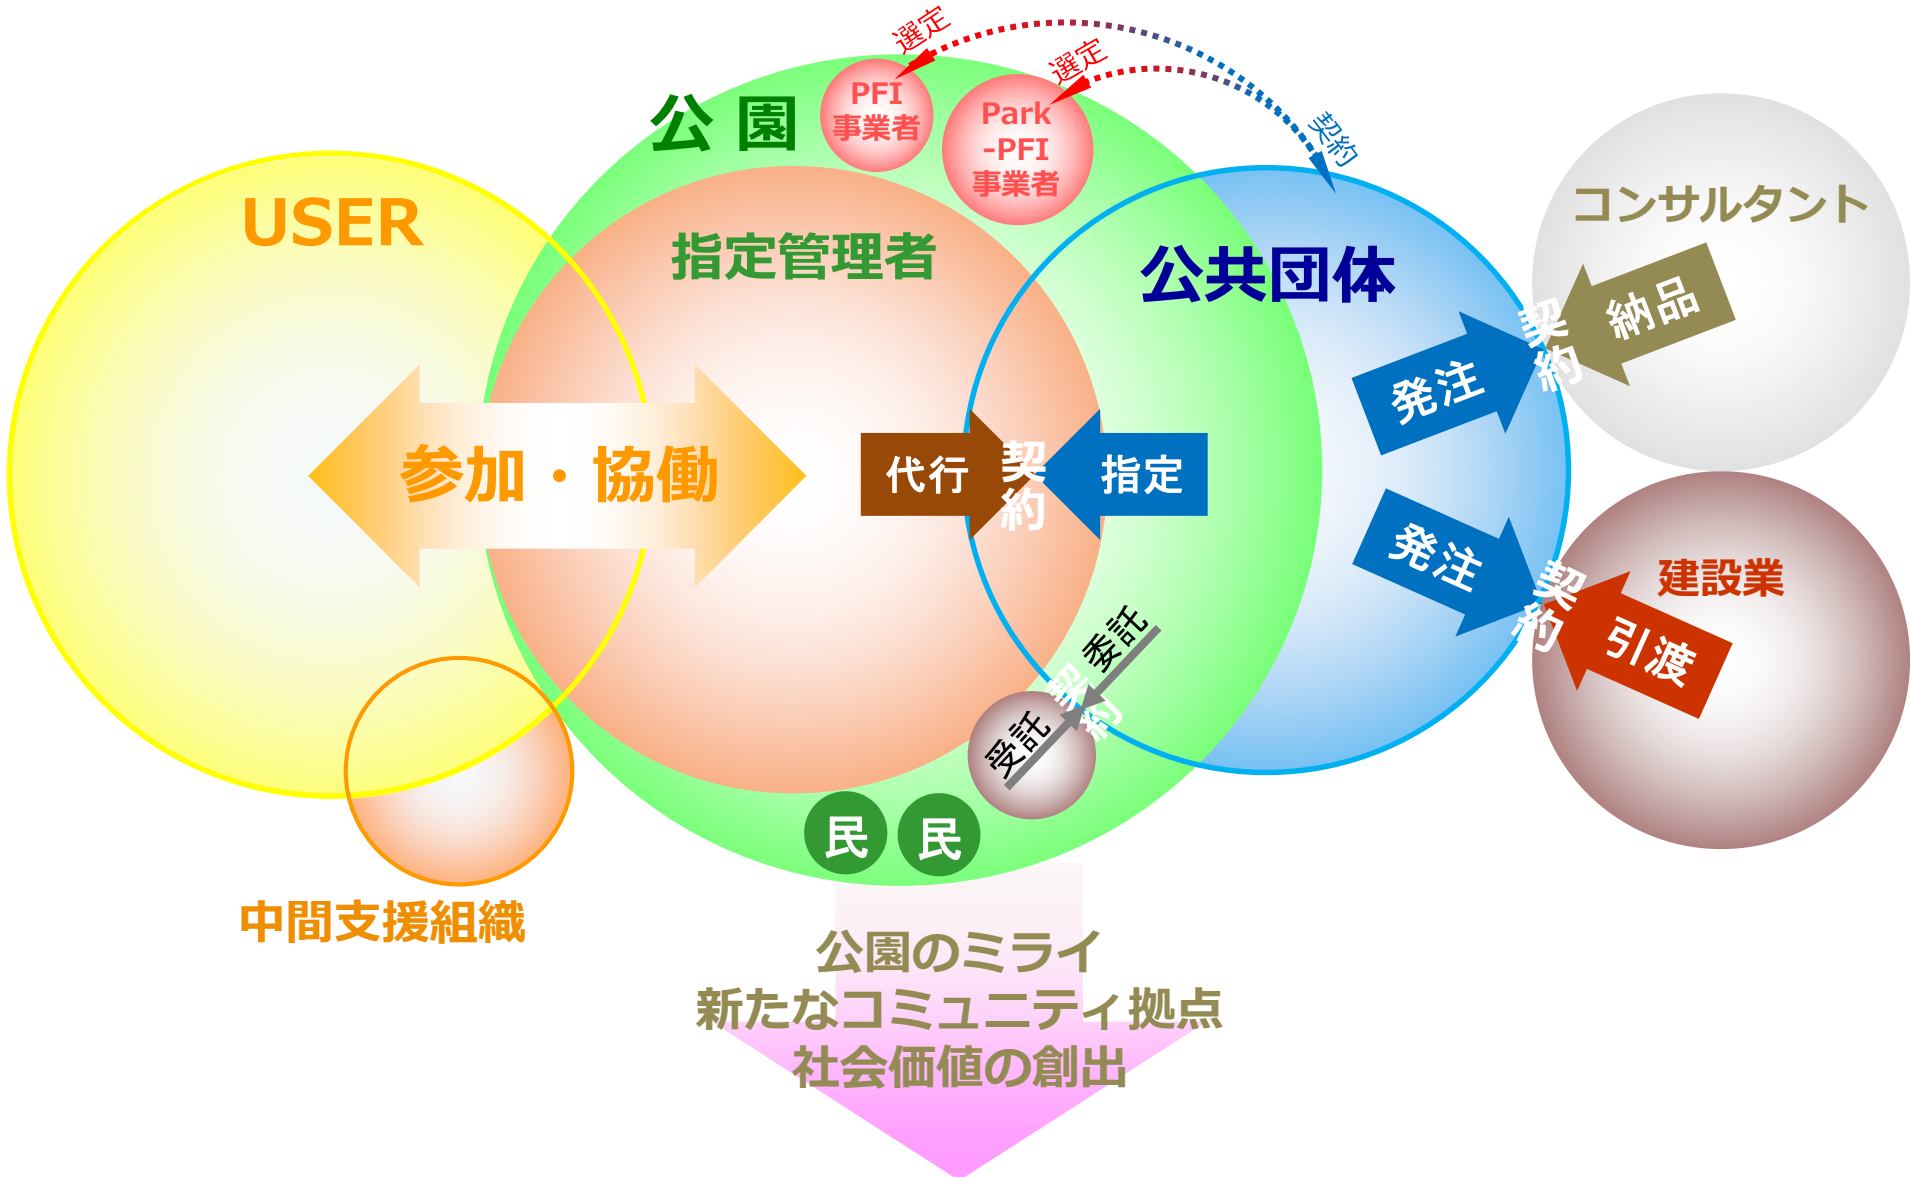 選定
選定
契約
公 園
PFI
事業者
Park
-PFI
事業者
USER
指定管理者
公共団体
コンサルタント
納品
契約
発注
参加・協働
代行
契約
指定
発注
契約
建設業
引渡
委託
契約
受託
民
民
中間支援組織
公園のミライ
新たなコミュニティ拠点
社会価値の創出